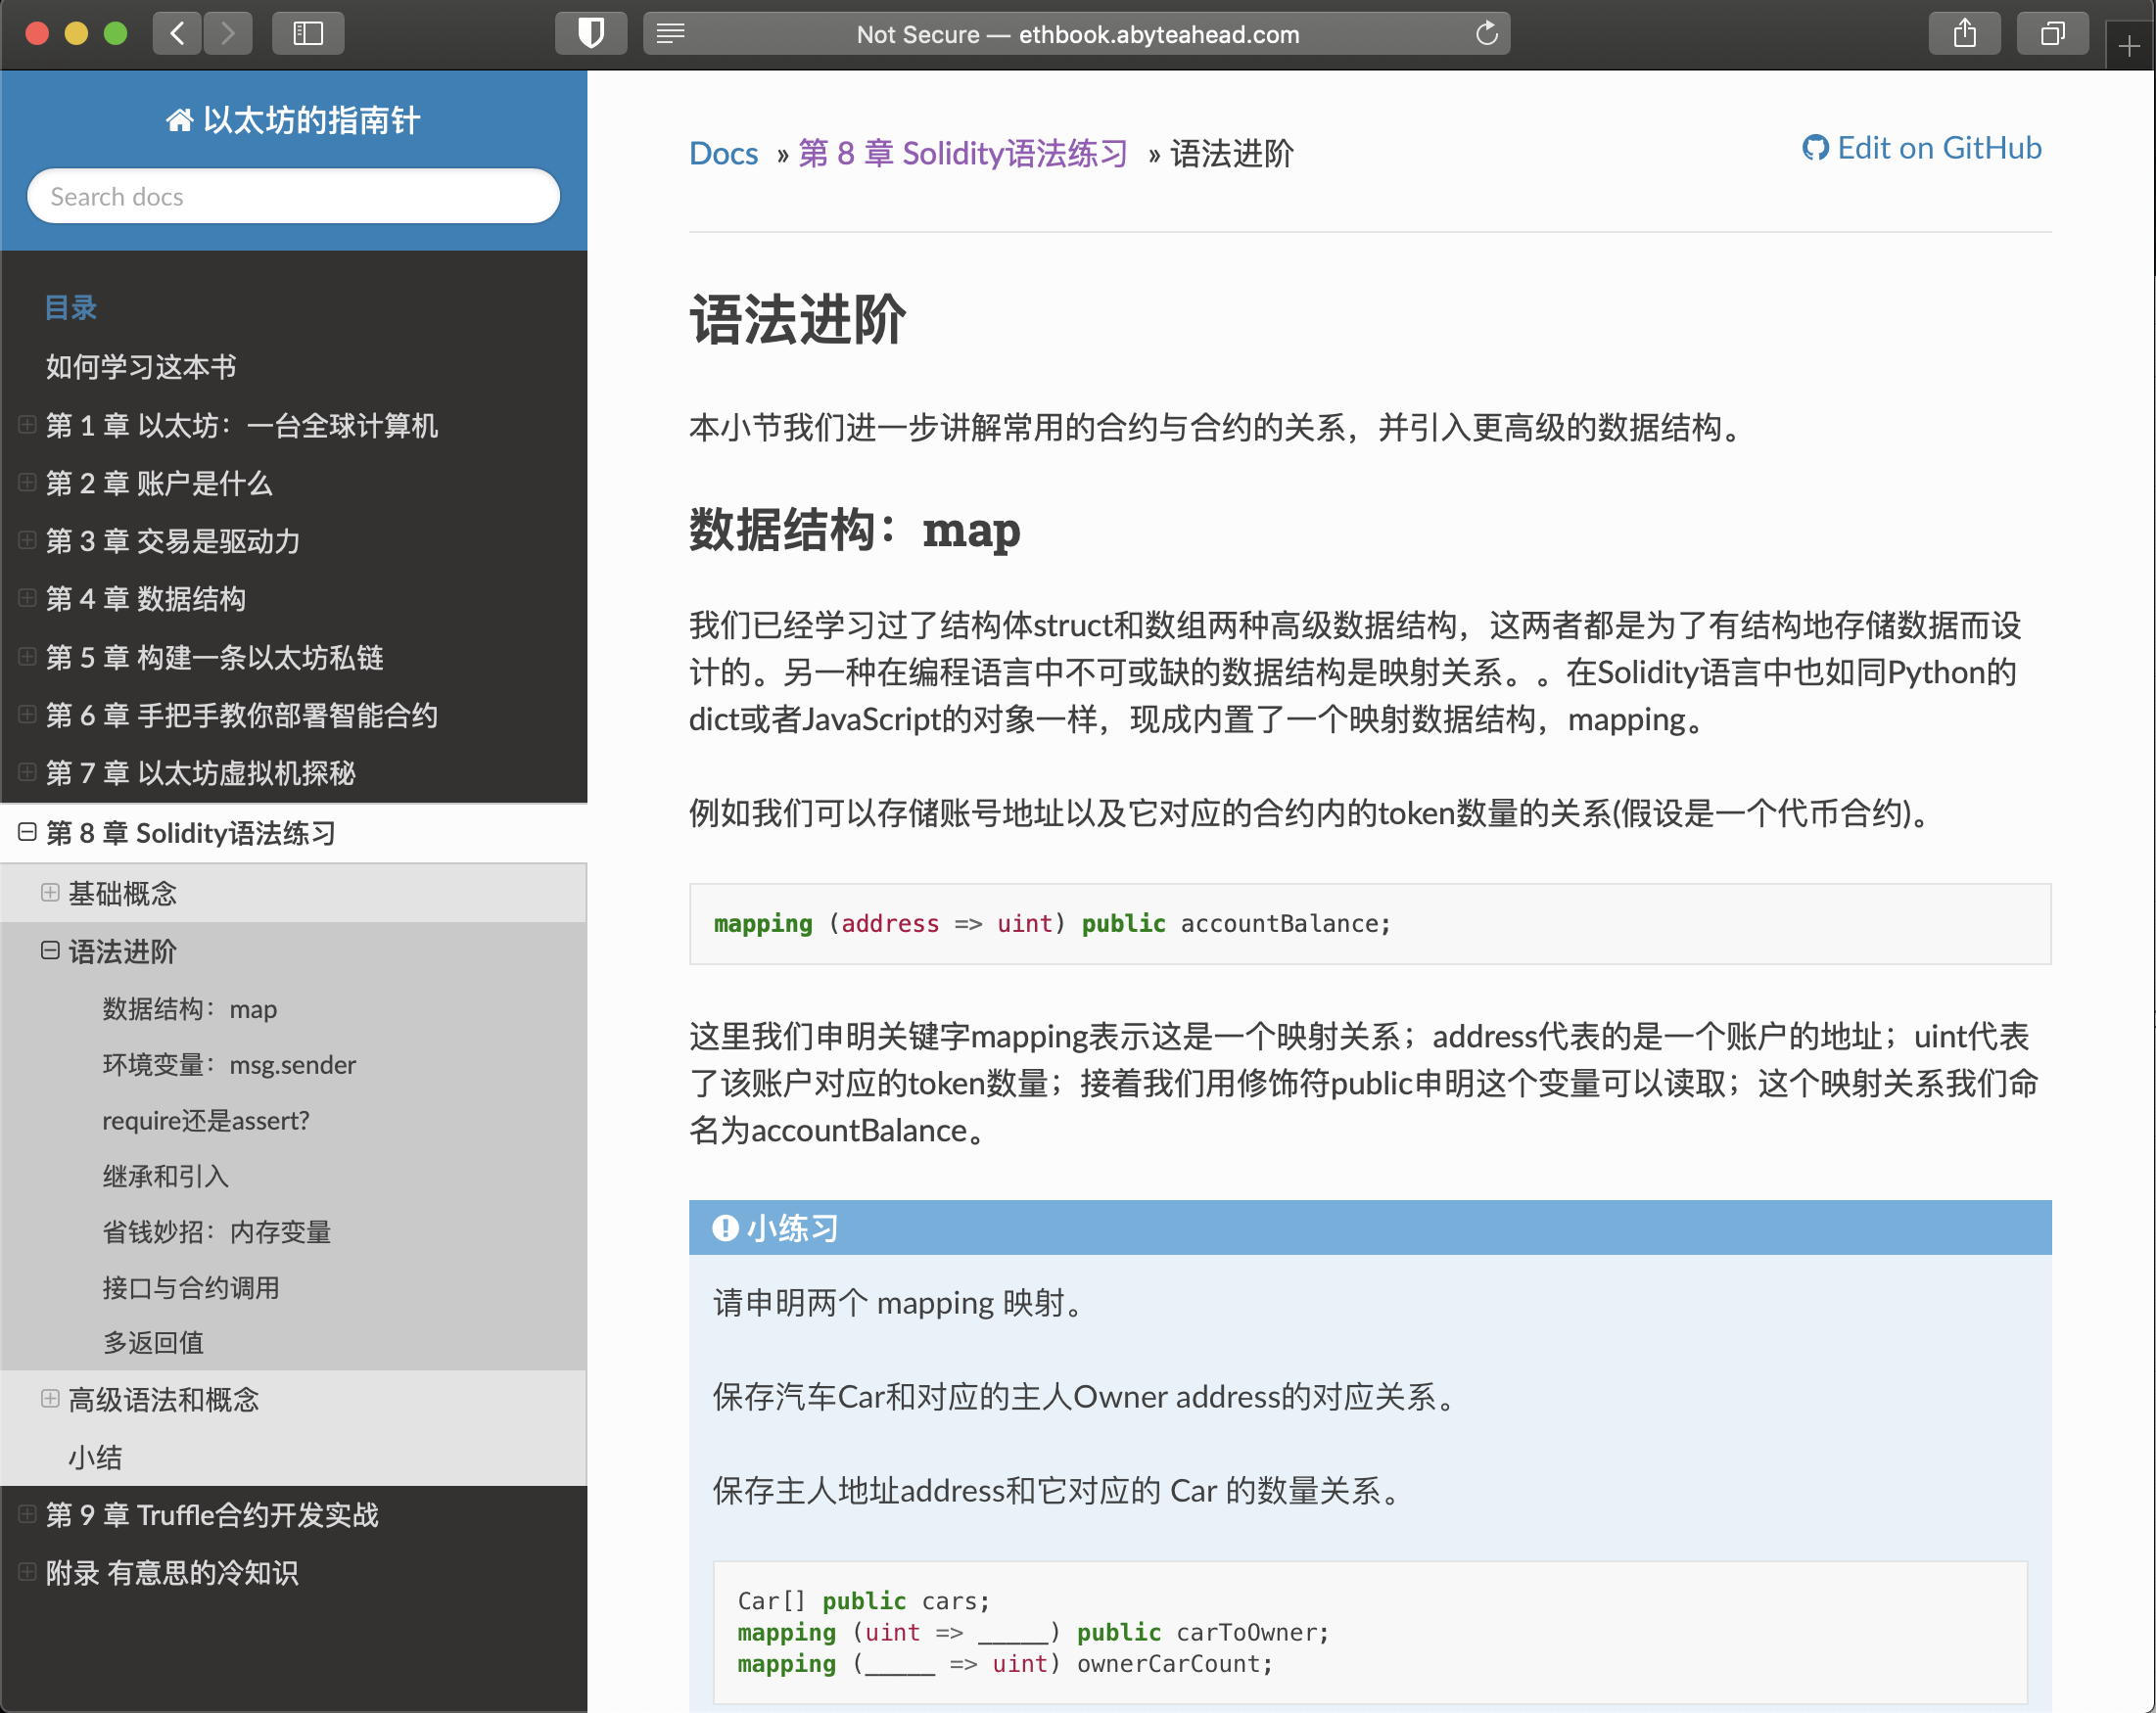 Not Secure — ethbook.abyteahead.com
以太坊的指南针
Search docs
目录
如何学习这本书
第 1 章 以太坊：一台全球计算机
第 2 章 账户是什么
第 3 章 交易是驱动力
第 4 章 数据结构
第 5 章 构建一条以太坊私链
第 6 章 手把手教你部署智能合约
第 7 章 以太坊虚拟机探秘
第 8 章 Solidity语法练习
基础概念
语法进阶
数据结构：map
环境变量：msg.sender
require还是assert?
继承和引入
省钱妙招：内存变量
接口与合约调用
多返回值
高级语法和概念
小结
第 9 章 Truffle合约开发实战
附录 有意思的冷知识
Docs » 第 8 章 Solidity语法练习 » 语法进阶
Edit on GitHub
语法进阶
本小节我们进一步讲解常用的合约与合约的关系，并引入更高级的数据结构。
数据结构：map
我们已经学习过了结构体struct和数组两种高级数据结构，这两者都是为了有结构地存储数据而设
计的。另一种在编程语言中不可或缺的数据结构是映射关系。。在Solidity语言中也如同Python的
dict或者JavaScript的对象一样，现成内置了一个映射数据结构，mapping。
例如我们可以存储账号地址以及它对应的合约内的token数量的关系(假设是一个代币合约)。
mapping (address => uint) public accountBalance;
这里我们申明关键字mapping表示这是一个映射关系；address代表的是一个账户的地址；uint代表
了该账户对应的token数量；接着我们用修饰符public申明这个变量可以读取；这个映射关系我们命
名为accountBalance。
小练习
请申明两个 mapping 映射。
保存汽车Car和对应的主人Owner address的对应关系。
保存主人地址address和它对应的 Car 的数量关系。
Car[] public cars;
mapping (uint => _____) public carToOwner;
mapping (_____ => uint) ownerCarCount;